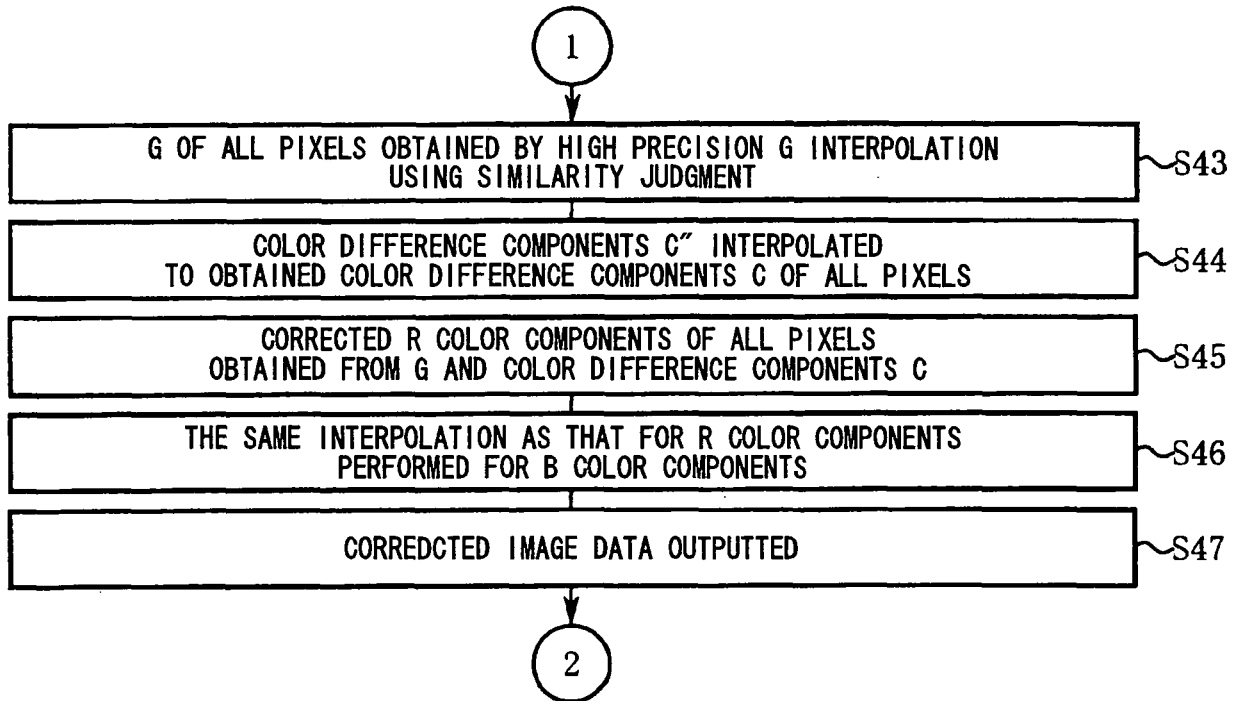 1
G OF ALL PIXELS OBTAINED BY HIGH PRECISION G INTERPOLATION
USING SIMILARITY JUDGMENT
S43
COLOR DIFFERENCE COMPONENTS C″ INTERPOLATED
TO OBTAINED COLOR DIFFERENCE COMPONENTS C OF ALL PIXELS
S44
CORRECTED R COLOR COMPONENTS OF ALL PIXELS
OBTAINED FROM G AND COLOR DIFFERENCE COMPONENTS C
S45
THE SAME INTERPOLATION AS THAT FOR R COLOR COMPONENTS
PERFORMED FOR B COLOR COMPONENTS
S46
CORREDCTED IMAGE DATA OUTPUTTED
S47
2